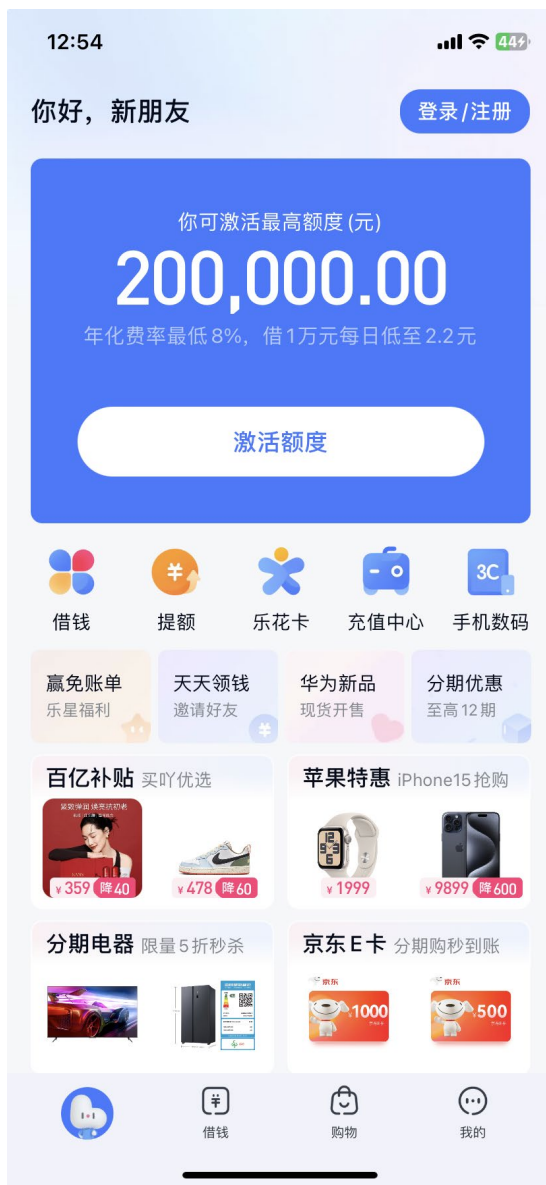 12:54
44
你好，新朋友
登录/注册
你可激活最高额度(元)
200,000.00
年化费率最低8%，借1万元每日低至2.2元
激活额度
3C
借钱
提额
乐花卡
充值中心
手机数码
赢免账单
天天领钱
华为新品
分期优惠
乐星福利
邀请好友
现货开售
至高12期
百亿补贴 买吖优选
苹果特惠 iPhone15抢购
¥359 降40
¥478 降60
¥1999
¥9899 降600
分期电器 限量5折秒杀
京东E卡 分期购秒到账
京东
¥1000
京东
¥500
借钱
购物
我的